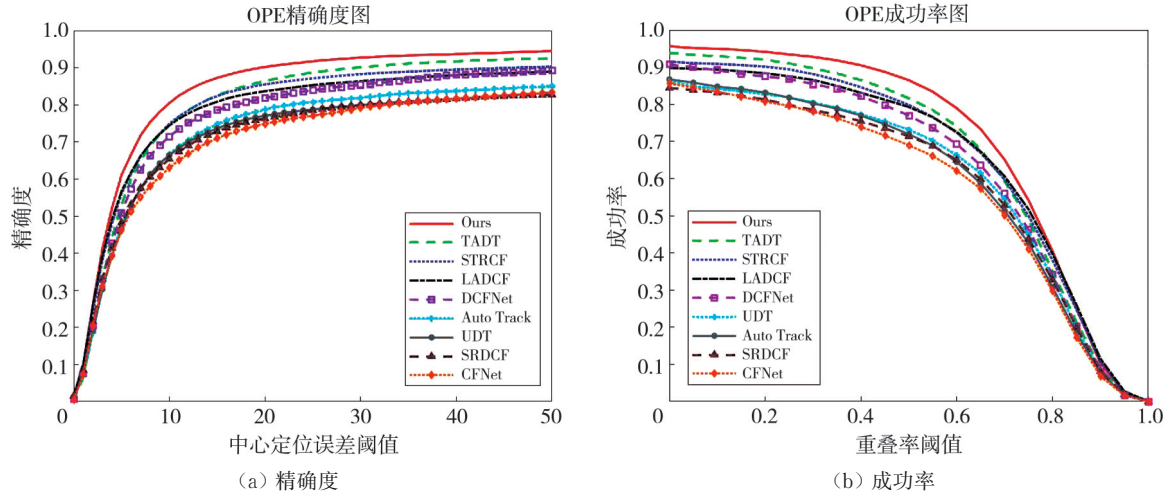 OPE精确度图
1.0
0.9
0.8
0.7
0.6
0.5
0.4
0.3
0.2
0.1
0
10
20
30
40
50
精确度
中心定位误差阈值
Ours
TADT
STRCF
LADCF
DCFNet
Auto Track
UDT
SRDCF
CFNet
(a) 精确度
OPE成功率图
1.0
0.9
0.8
0.7
0.6
0.5
0.4
0.3
0.2
0.1
0
0.2
0.4
0.6
0.8
1.0
成功率
重叠率阈值
Ours
TADT
STRCF
LADCF
DCFNet
UDT
Auto Track
SRDCF
CFNet
(b) 成功率